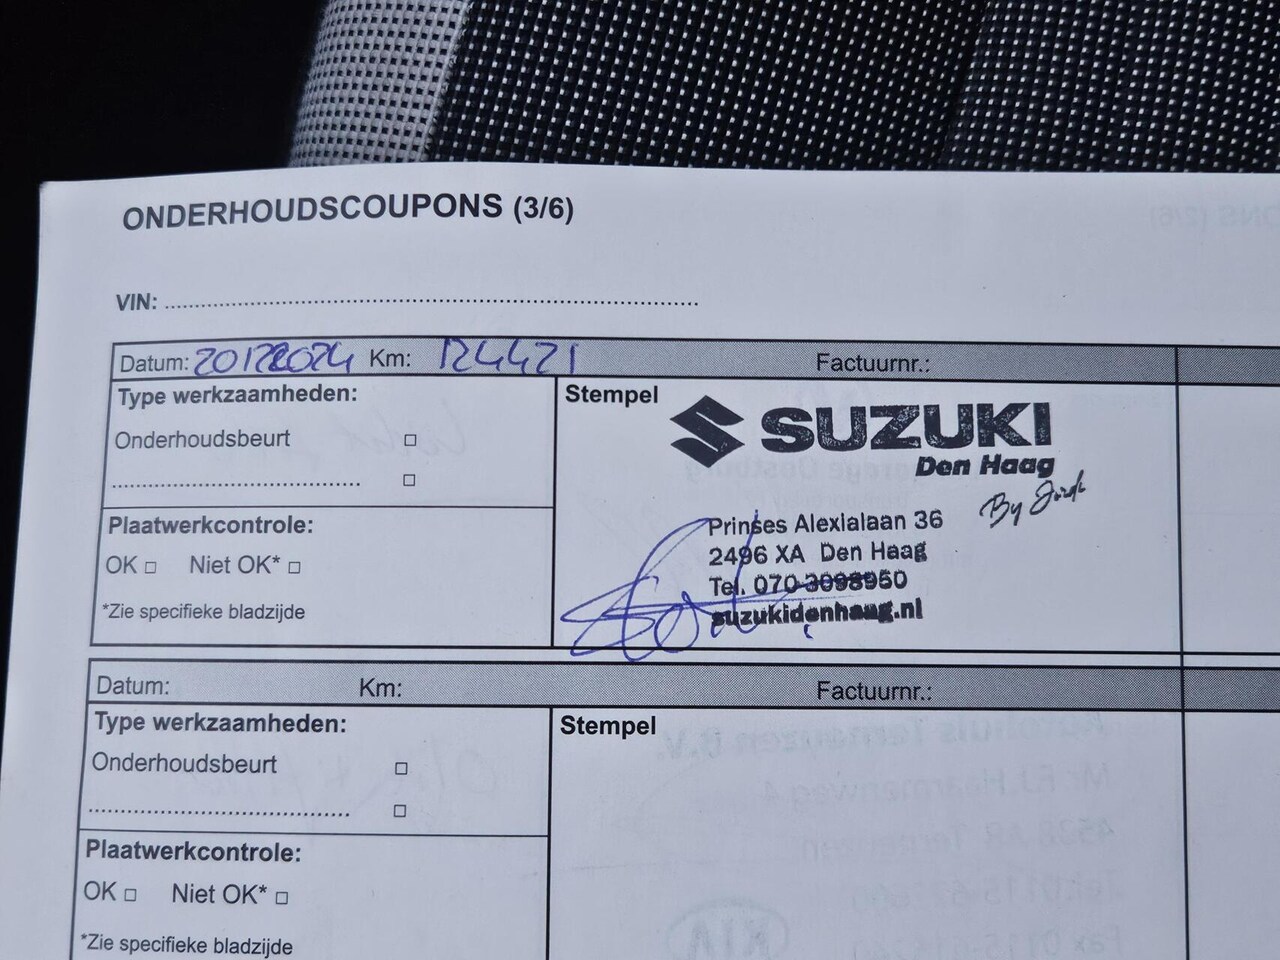 ONDERHOUDSCOUPONS (3/6)
VIN: ........................................................................
Datum: 20122024 Km: 124421 Factuurnr.:
Type werkzaamheden:
Onderhoudsbeurt □
.......................................... □
Plaatwerkcontrole:
OK □ Niet OK* □
*Zie specifieke bladzijde
Stempel
SUZUKI
Den Haag
By
Prinses Alexialaan 36
2496 XA Den Haag
Tel. 070-3098950
suzukidenhaag.nl
Datum: Km: Factuurnr.:
Type werkzaamheden:
Onderhoudsbeurt □
.......................................... □
Plaatwerkcontrole:
OK □ Niet OK* □
*Zie specifieke bladzijde
Stempel